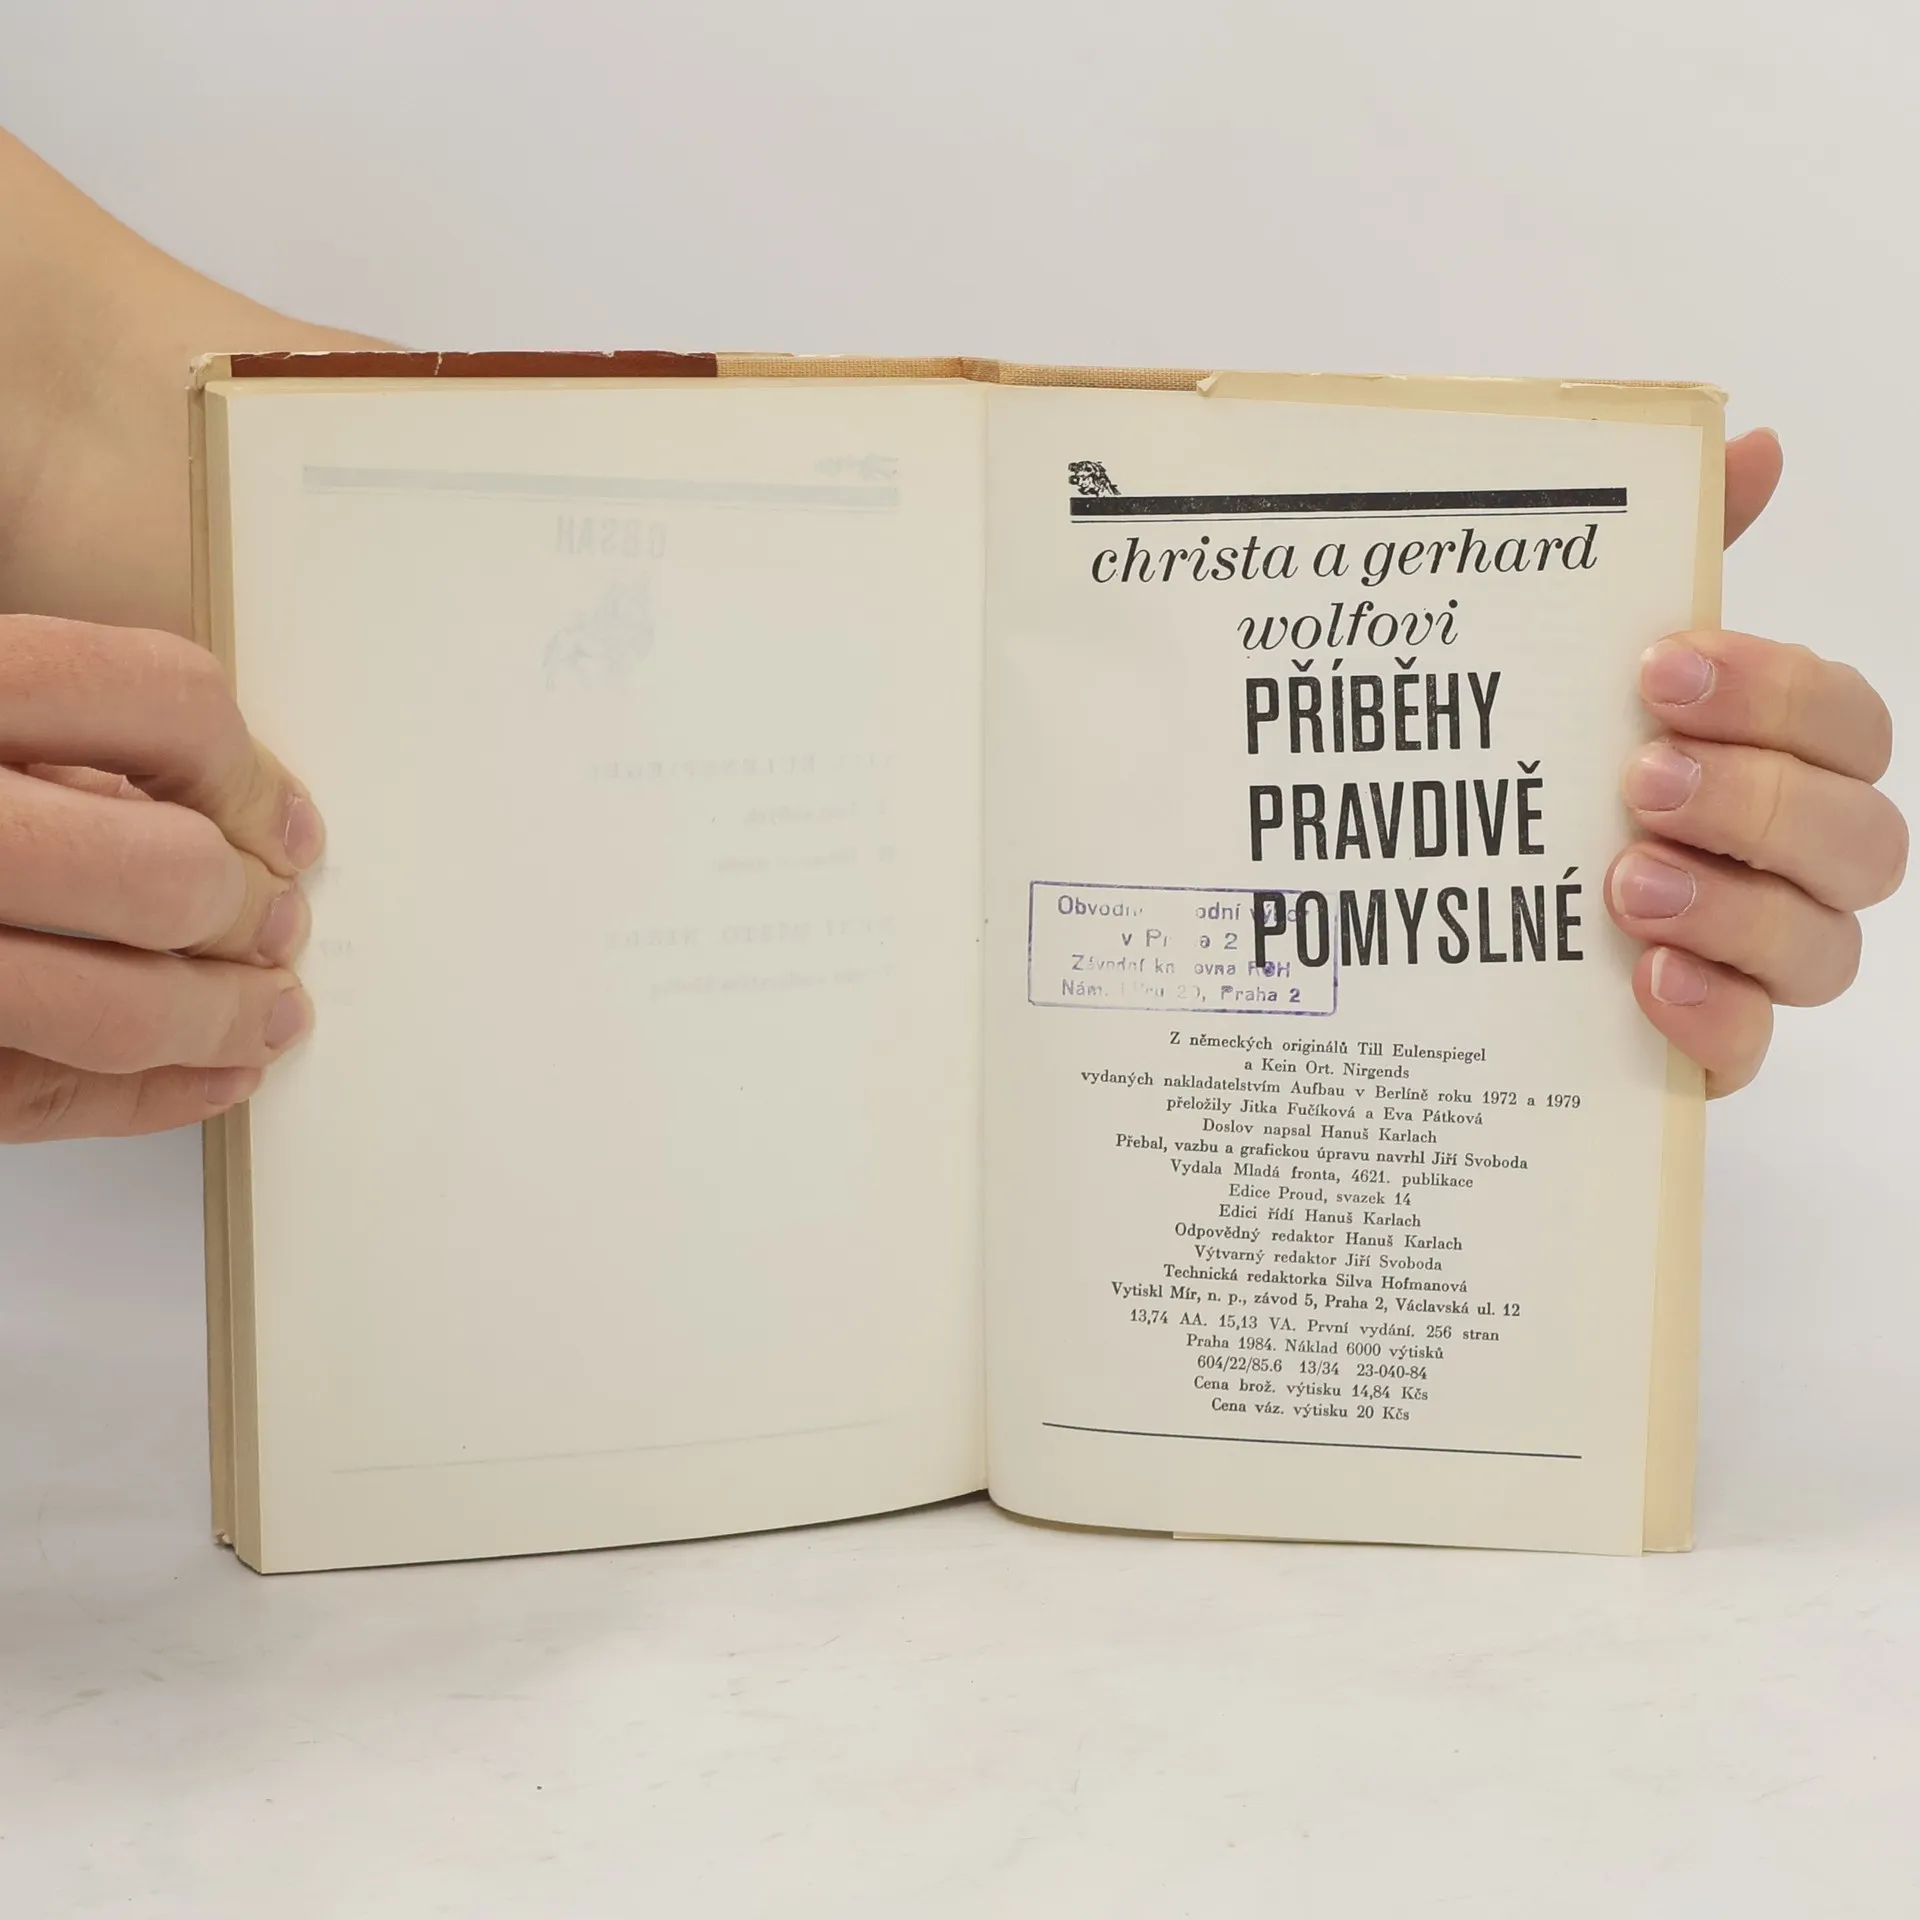 OBSAH
christa a gerhard
wolfovi
PŘÍBĚHY
PRAVDIVĚ
POMYSLNÉ
v 2
Nám. Praha 2
Z německých originálů Till Eulenspiegel
a Kein Ort. Nirgends
vydaných nakladatelstvím Aufbau v Berlíně roku 1972 a 1979
přeložily Jitka Fučíková a Eva Pátková
Doslov napsal Hanuš Karlach
Přebal, vazbu a grafickou úpravu navrhl Jiří Svoboda
Vydala Mladá fronta, 4621. publikace
Edice Proud, svazek 14
Edici řídí Hanuš Karlach
Odpovědný redaktor Hanuš Karlach
Výtvarný redaktor Jiří Svoboda
Technická redaktorka Silva Hofmanová
Vytiskl Mír, n. p., závod 5, Praha 2, Václavská ul. 12
13,74 AA. 15,13 VA. První vydání. 256 stran
Praha 1984. Náklad 6000 výtisků
604/22/85.6 13/34 23-040-84
Cena brož. výtisku 14,84 Kčs
Cena váz. výtisku 20 Kčs